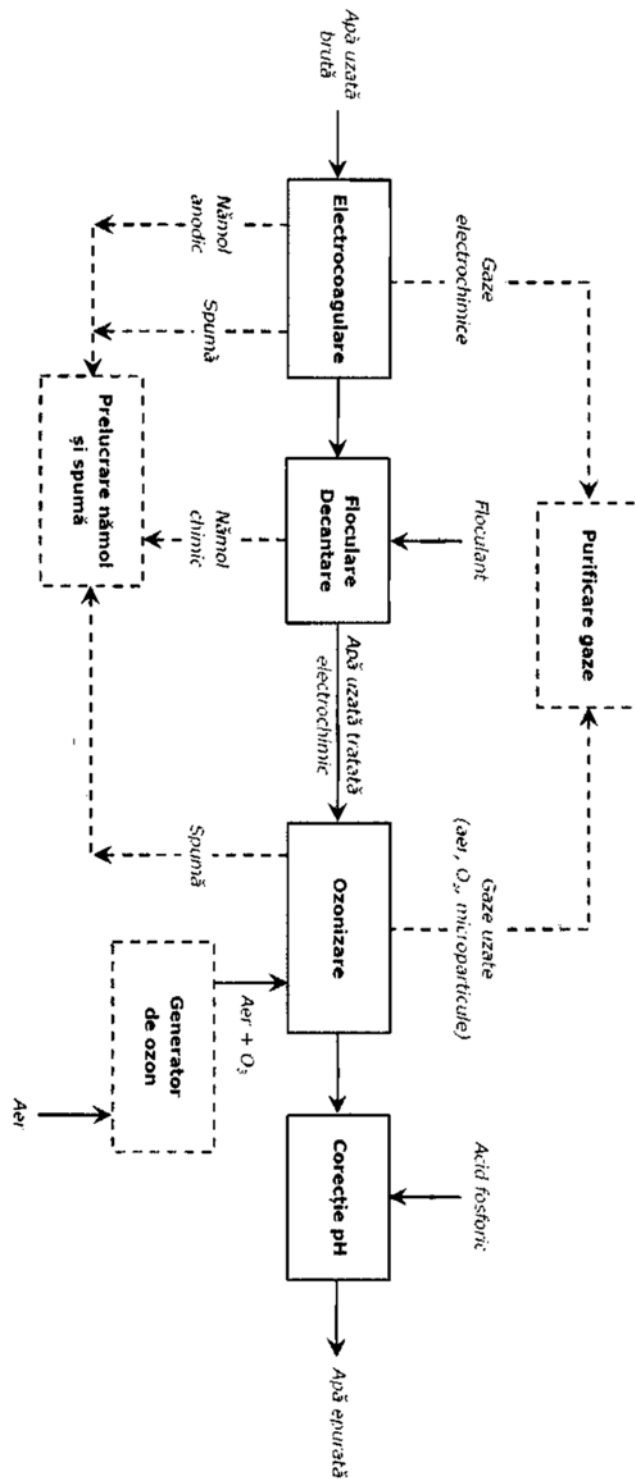 Apă uzată
brută
Electrocoagulare
Gaze
electrochimice
Nămol
anodic
Spumă
Prelucrare nămol
și spumă
Purificare gaze
Floculare
Decantare
Floculant
Nămol
chimic
Apă uzată tratată
electrochimic
Ozonizare
Gaze uzate
(aer, O₃, microparticule)
Spumă
Aer + O₃
Generator
de ozon
Aer
Corecție pH
Acid fosforic
Apă epurată